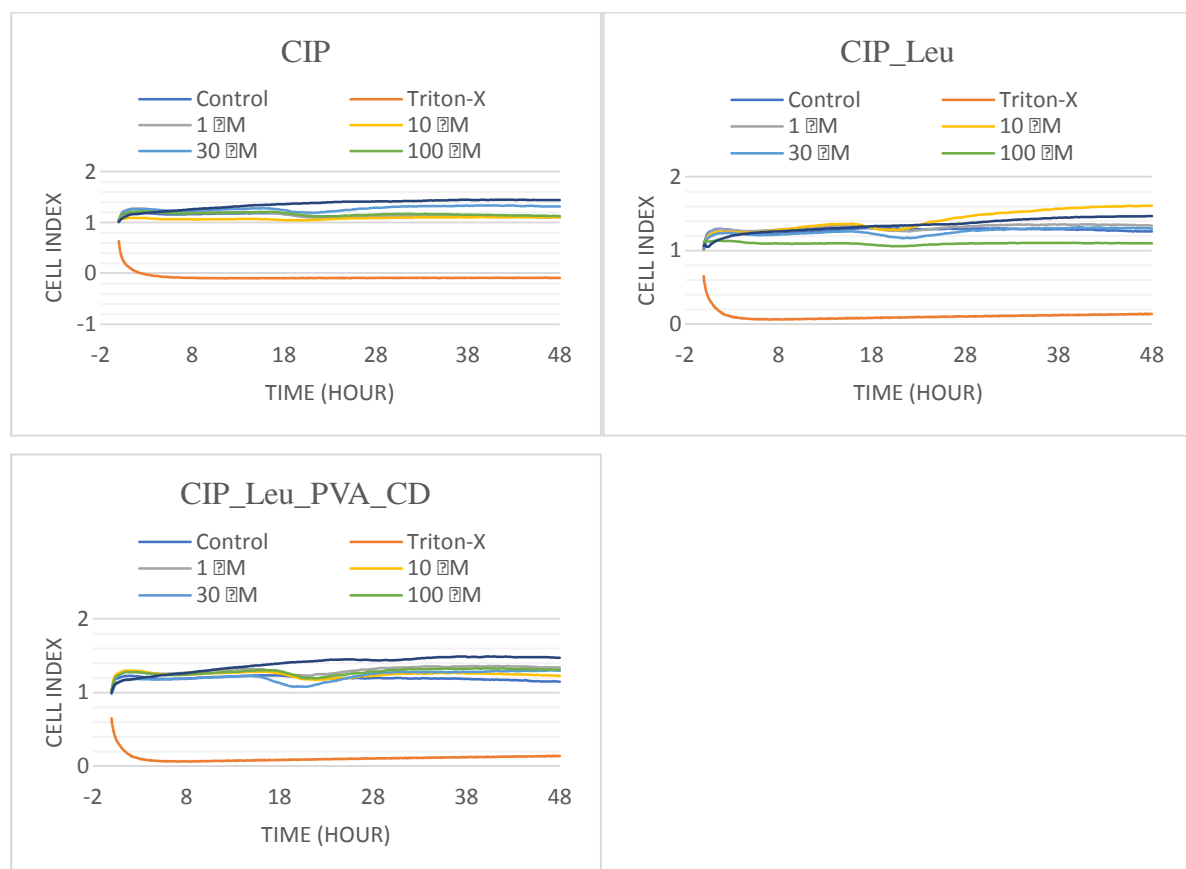 CIP
Control Triton-X
1 �M 10 �M
30 �M 100 �M
2
1
0
-1
CELL INDEX
-2 8 18 28 38 48
TIME (HOUR)
CIP_Leu
Control Triton-X
1 �M 10 �M
30 �M 100 �M
2
1
0
CELL INDEX
-2 8 18 28 38 48
TIME (HOUR)
CIP_Leu_PVA_CD
Control Triton-X
1 �M 10 �M
30 �M 100 �M
2
1
0
CELL INDEX
-2 8 18 28 38 48
TIME (HOUR)